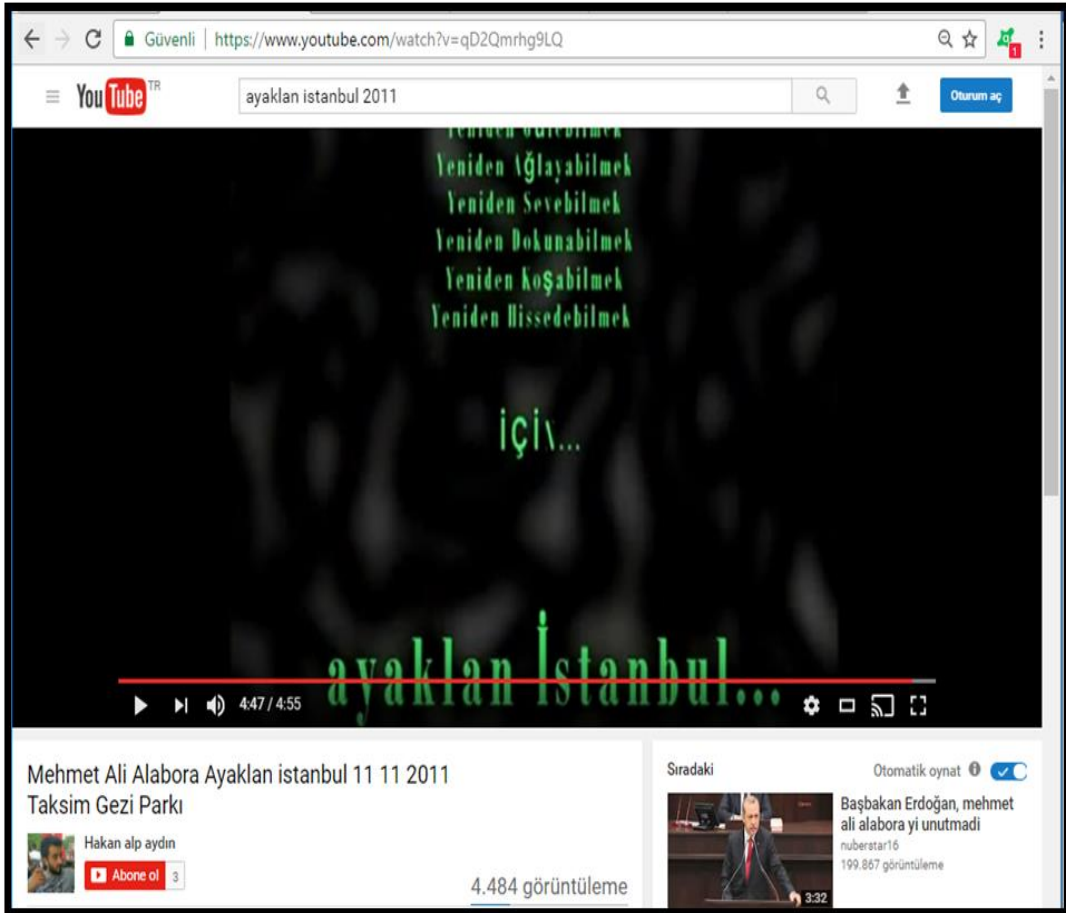 Güvenli | https://www.youtube.com/watch?v=qD2Qmrhg9LQ
1
YouTube TR
ayaklan istanbul 2011
Oturum aç
Yeniden
Yeniden Ağlayabilmek
Yeniden Sevebilmek
Yeniden Dokunabilmek
Yeniden Koşabilmek
Yeniden Hissedebilmek
için...
ayaklan İstanbul...
4:47 / 4:55
Mehmet Ali Alabora Ayaklan istanbul 11 11 2011
Taksim Gezi Parkı
Hakan alp aydın
Abone ol 3
4.484 görüntüleme
Sıradaki
Otomatik oynat
Başbakan Erdoğan, mehmet
ali alabora yi unutmadi
nuberstar16
199.867 görüntüleme
3:32